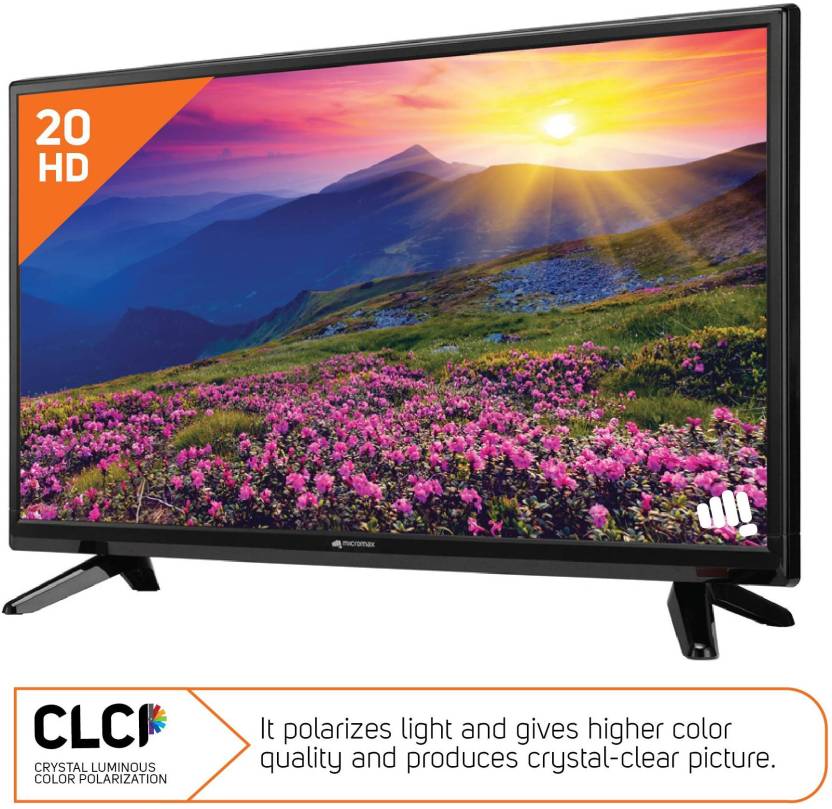 20
HD
micromax
CLCP
It polarizes light and gives higher color
quality and produces crystal-clear picture.
CRYSTAL LUMINOUS
COLOR POLARIZATION